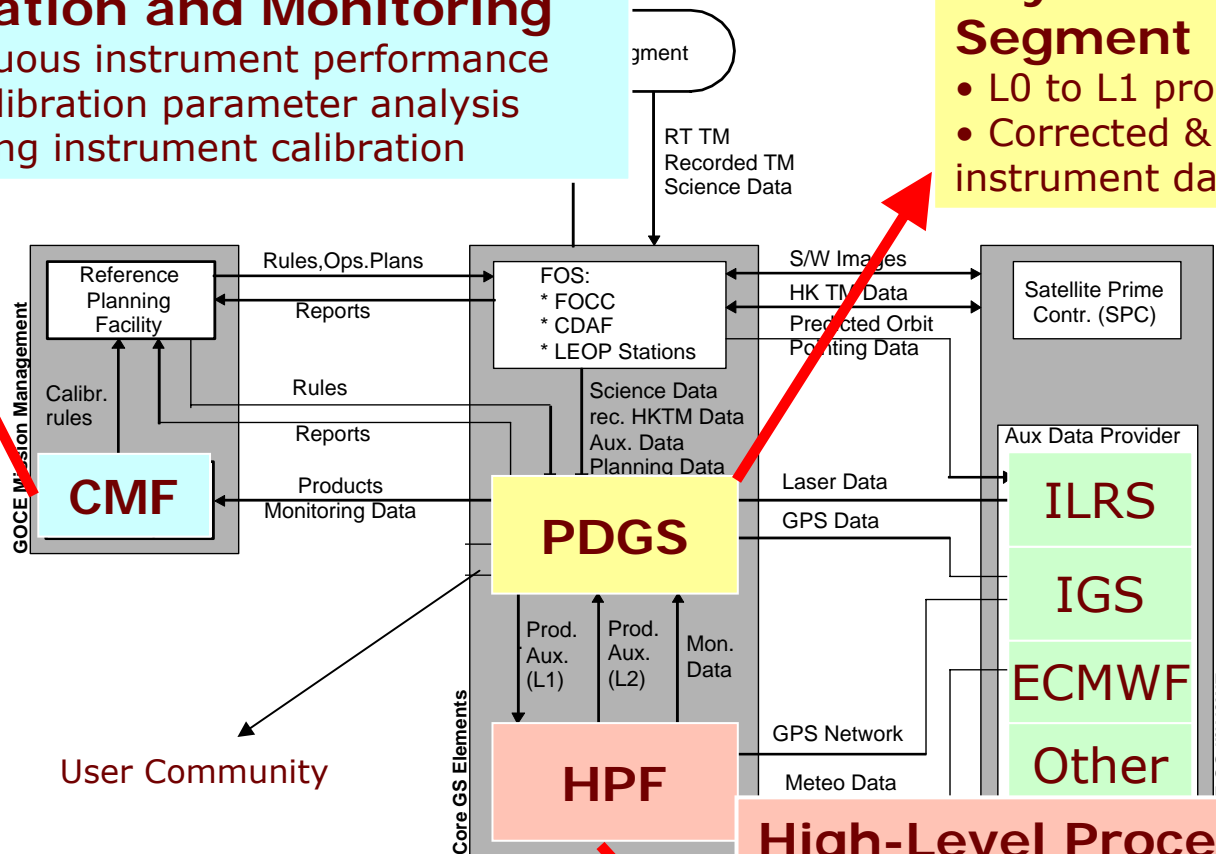 ation and Monitoring
uous instrument performance
libration parameter analysis
ng instrument calibration
gment
Segment
• L0 to L1 pro
• Corrected &
instrument da
RT TM
Recorded TM
Science Data
GOCE Mission Management
Reference
Planning
Facility
Rules,Ops.Plans
Reports
FOS:
* FOCC
* CDAF
* LEOP Stations
S/W Images
HK TM Data
Predicted Orbit
Pointing Data
Satellite Prime
Contr. (SPC)
Calibr.
rules
Rules
Reports
Science Data
rec. HKTM Data
Aux. Data
Planning Data
Aux Data Provider
CMF
Products
Monitoring Data
PDGS
Laser Data
GPS Data
ILRS
IGS
ECMWF
Other
Prod.
Aux.
(L1)
Prod.
Aux.
(L2)
Mon.
Data
Core GS Elements
User Community
HPF
GPS Network
Meteo Data
High-Level Proce